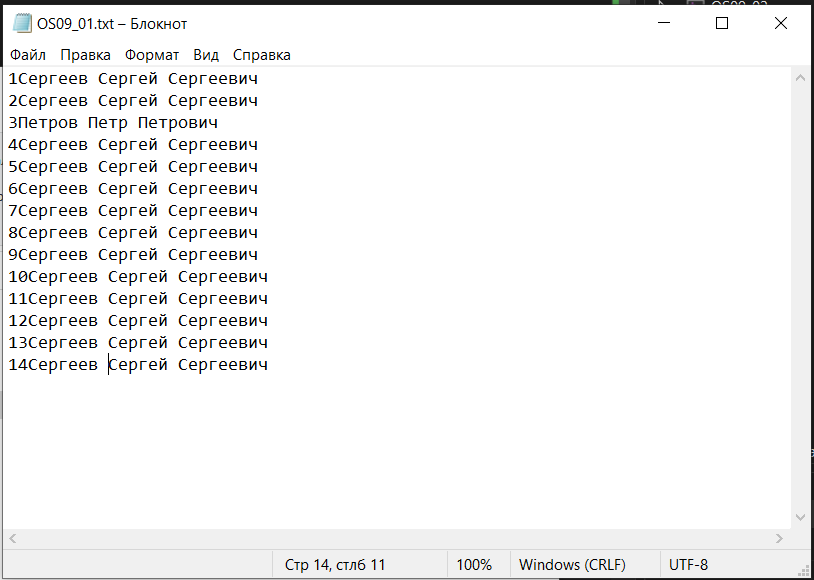 OS09_01.txt – Блокнот
Файл Правка Формат Вид Справка
1Сергеев Сергей Сергеевич
2Сергеев Сергей Сергеевич
3Петров Петр Петрович
4Сергеев Сергей Сергеевич
5Сергеев Сергей Сергеевич
6Сергеев Сергей Сергеевич
7Сергеев Сергей Сергеевич
8Сергеев Сергей Сергеевич
9Сергеев Сергей Сергеевич
10Сергеев Сергей Сергеевич
11Сергеев Сергей Сергеевич
12Сергеев Сергей Сергеевич
13Сергеев Сергей Сергеевич
14Сергеев Сергей Сергеевич
Стр 14, стлб 11 100% Windows (CRLF) UTF-8